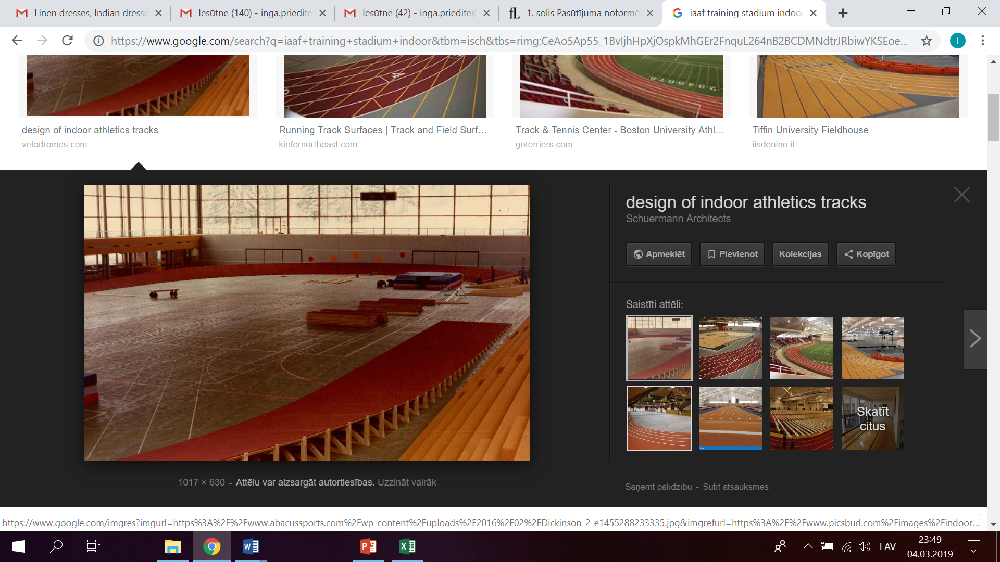 Linen dresses, Indian dresse
Iesūtne (140) - inga.priedite
Iesūtne (42) - inga.priedite@
fL 1. solis Pasūtījuma noformē
iaaf training stadium indoo
https://www.google.com/search?q=iaaf+training+stadium+indoor&tbm=isch&tbs=rimg:CeAo5Ap55_1BvIjhHpXjOspkMhGEr2FnquL264nB2BCDMNdtrJRbiwYKSEoe...
I
design of indoor athletics tracks
velodromes.com
Running Track Surfaces | Track and Field Surf...
kiefernortheast.com
Track & Tennis Center - Boston University Athl...
goterriers.com
Tiffin University Fieldhouse
iisdenino.it
design of indoor athletics tracks
Schuermann Architects
Apmeklēt
Pievienot
Kolekcijas
Kopīgot
Saistīti attēli:
Skatīt
citus
1017 × 630 - Attēlu var aizsargāt autortiesības. Uzzināt vairāk
Saņemt palīdzību - Sūtīt atsauksmes
https://www.google.com/imgres?imgurl=https%3A%2F%2Fwww.abacussports.com%2Fwp-content%2Fuploads%2F2016%2F02%2FDickinson-2-e1455288233335.jpg&imgrefurl=https%3A%2F%2Fwww.picsbud.com%2Fimages%2Findoor...
LAV
23:49
04.03.2019